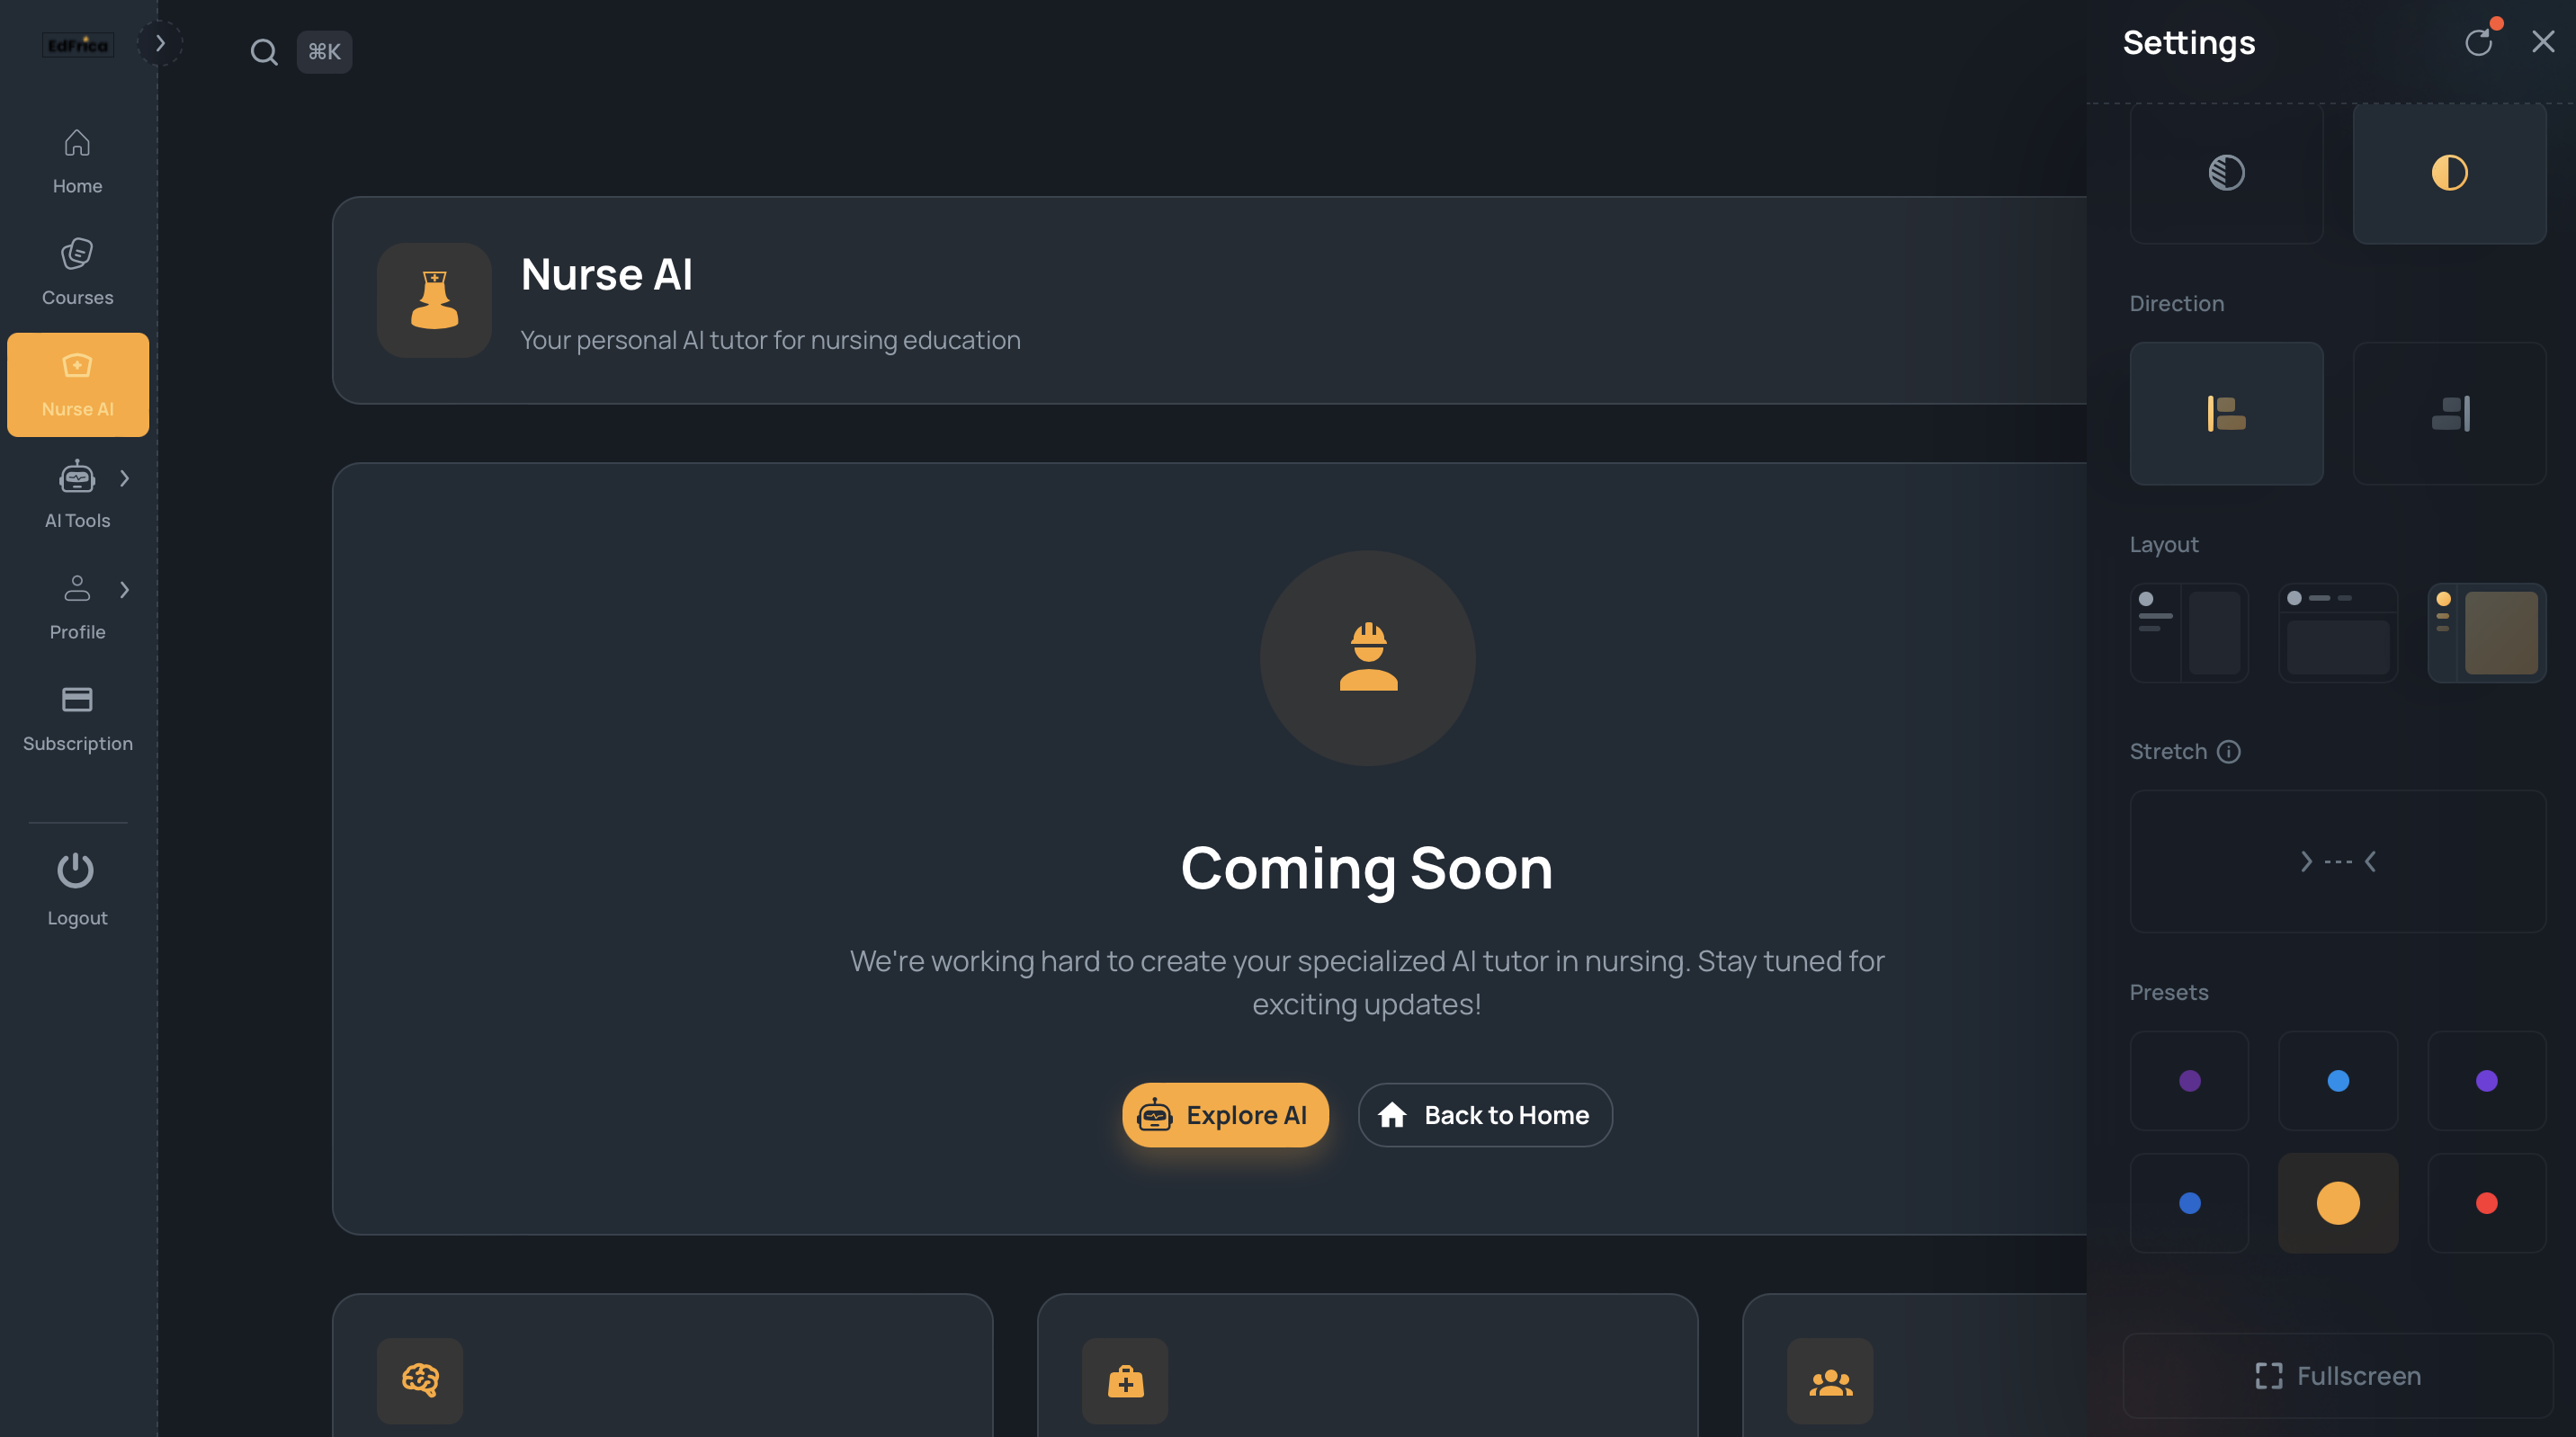 EdFrica
⌘K
Home
Courses
Nurse AI
AI Tools
Profile
Subscription
Logout
Nurse AI
Your personal AI tutor for nursing education
Coming Soon
We're working hard to create your specialized AI tutor in nursing. Stay tuned for
exciting updates!
Explore AI
Back to Home
Settings
Direction
Layout
Stretch
Presets
Fullscreen